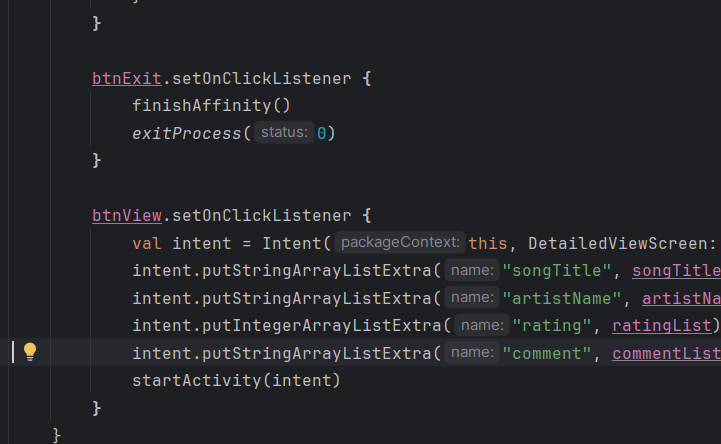 }
btnExit.setOnClickListener {
finishAffinity()
exitProcess( status: 0)
}
btnView.setOnClickListener {
val intent = Intent( packageContext: this, DetailedViewScreen:
intent.putStringArrayListExtra( name: "songTitle", songTitle
intent.putStringArrayListExtra( name: "artistName", artistNa
intent.putIntegerArrayListExtra( name: "rating", ratingList)
intent.putStringArrayListExtra( name: "comment", commentList
startActivity(intent)
}
}